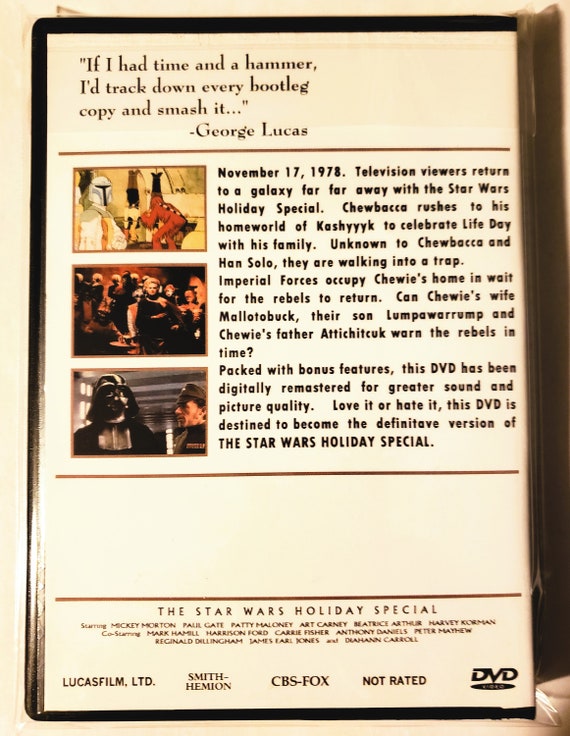 "If I had time and a hammer,
I'd track down every bootleg
copy and smash it..."
-George Lucas
November 17, 1978. Television viewers return
to a galaxy far far away with the Star Wars
Holiday Special. Chewbacca rushes to his
homeworld of Kashyyyk to celebrate Life Day
with his family. Unknown to Chewbacca and
Han Solo, they are walking into a trap.
Imperial Forces occupy Chewie's home in wait
for the rebels to return. Can Chewie's wife
Mallotobuck, their son Lumpawarrump and
Chewie's father Attichitcuk warn the rebels in
time?
Packed with bonus features, this DVD has been
digitally remastered for greater sound and
picture quality. Love it or hate it, this DVD is
destined to become the definitave version of
THE STAR WARS HOLIDAY SPECIAL.
THE STAR WARS HOLIDAY SPECIAL
Starring MICKEY MORTON PAUL GATE PATTY MALONEY ART CARNEY BEATRICE ARTHUR HARVEY KORMAN
Co-Starring MARK HAMILL HARRISON FORD CARRIE FISHER ANTHONY DANIELS PETER MAYHEW
REGINALD DILLINGHAM JAMES EARL JONES and DIAHANN CARROLL
LUCASFILM, LTD. SMITH-HEMION CBS-FOX NOT RATED DVD VIDEO